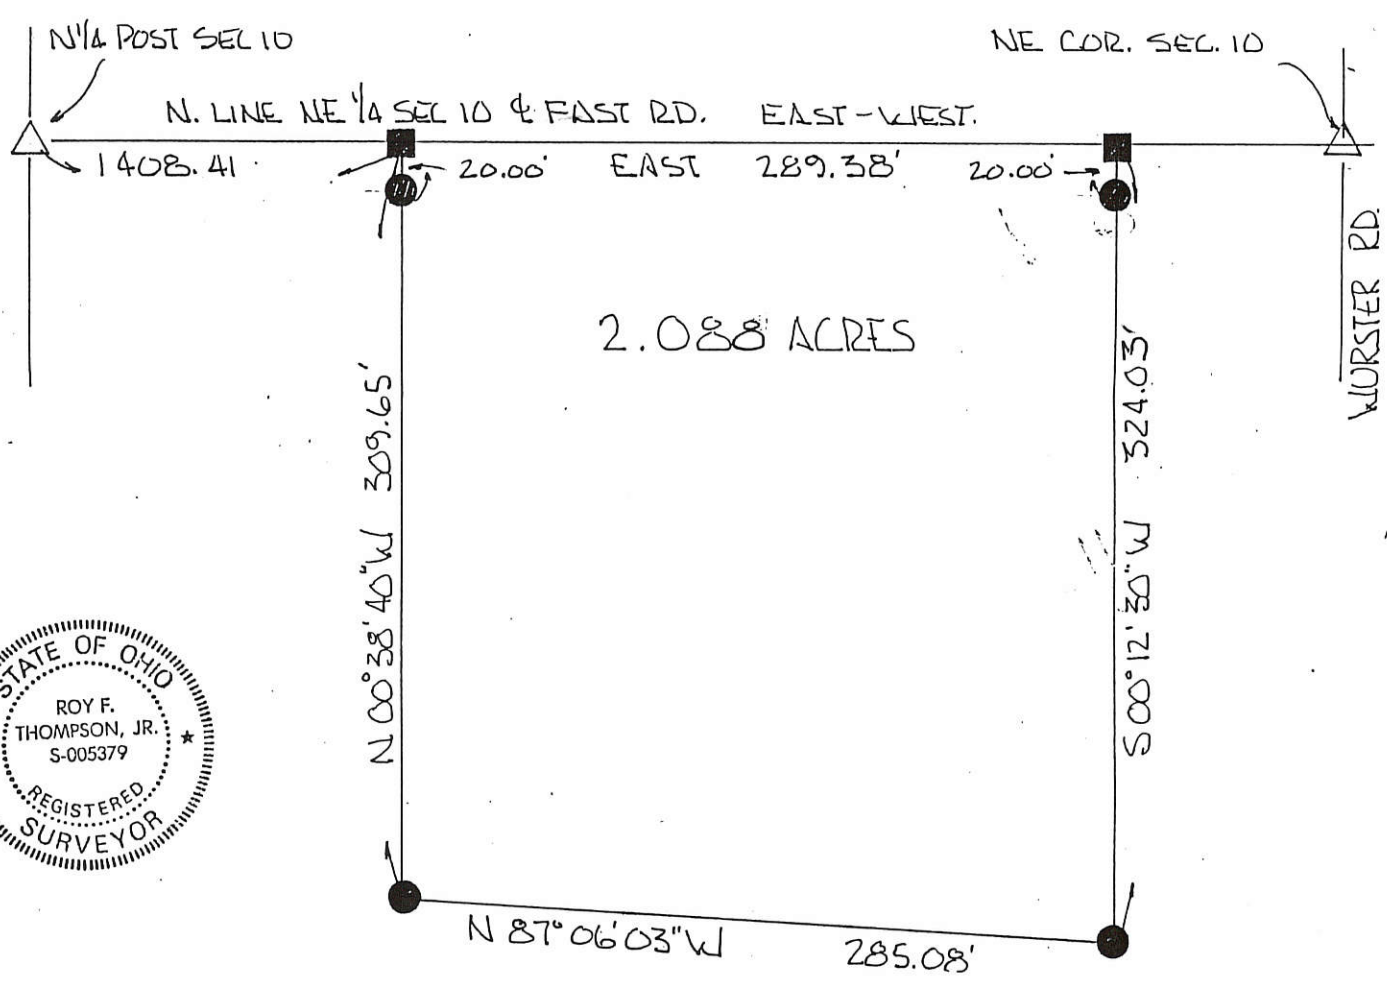 N 1/4 POST SEC 10
NE COR. SEC. 10
N. LINE NE 1/4 SEC 10 & FAST RD. EAST-WEST.
1408.41
20.00'
EAST 289.38'
20.00'
WURSTER RD.
2.088 ACRES
N 00°38'40"W 309.65'
S 00°12'30"W 324.03'
STATE OF OHIO
ROY F.
THOMPSON, JR.
S-005379
REGISTERED
SURVEYOR
N 87°06'03"W 285.08'